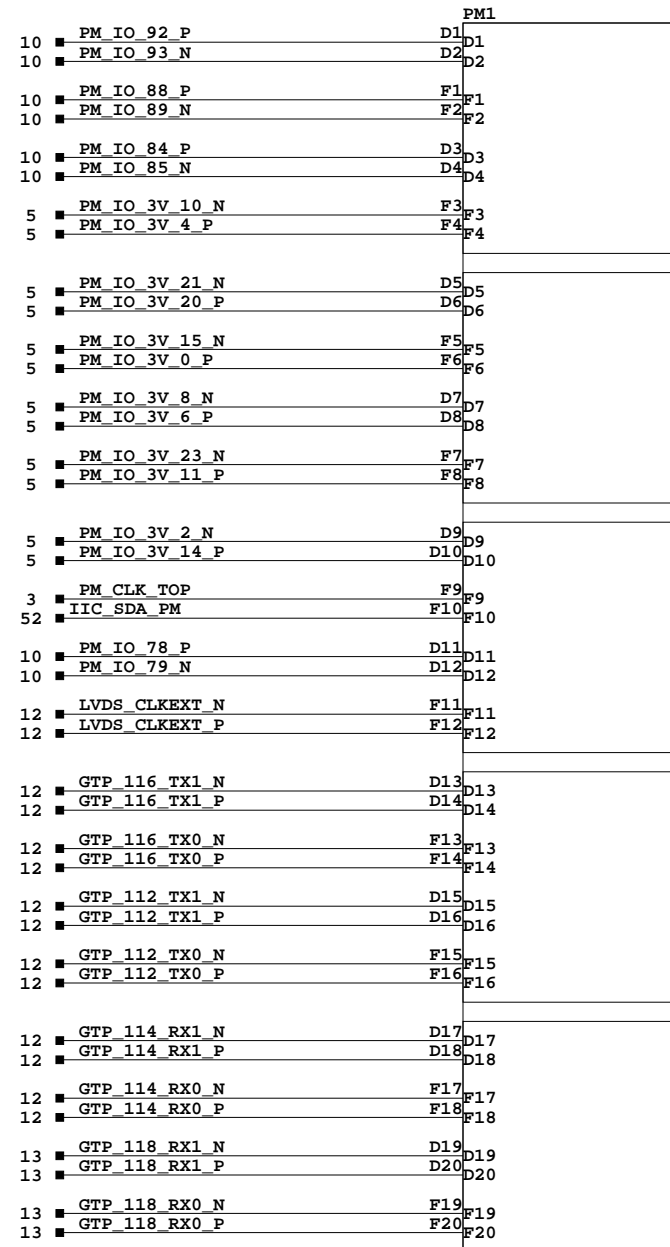 PM1
10 PM_IO_92_P D1 D1
10 PM_IO_93_N D2 D2
10 PM_IO_88_P F1 F1
10 PM_IO_89_N F2 F2
10 PM_IO_84_P D3 D3
10 PM_IO_85_N D4 D4
5 PM_IO_3V_10_N F3 F3
5 PM_IO_3V_4_P F4 F4
5 PM_IO_3V_21_N D5 D5
5 PM_IO_3V_20_P D6 D6
5 PM_IO_3V_15_N F5 F5
5 PM_IO_3V_0_P F6 F6
5 PM_IO_3V_8_N D7 D7
5 PM_IO_3V_6_P D8 D8
5 PM_IO_3V_23_N F7 F7
5 PM_IO_3V_11_P F8 F8
5 PM_IO_3V_2_N D9 D9
5 PM_IO_3V_14_P D10 D10
3 PM_CLK_TOP F9 F9
52 IIC_SDA_PM F10 F10
10 PM_IO_78_P D11 D11
10 PM_IO_79_N D12 D12
12 LVDS_CLKEXT_N F11 F11
12 LVDS_CLKEXT_P F12 F12
12 GTP_116_TX1_N D13 D13
12 GTP_116_TX1_P D14 D14
12 GTP_116_TX0_N F13 F13
12 GTP_116_TX0_P F14 F14
12 GTP_112_TX1_N D15 D15
12 GTP_112_TX1_P D16 D16
12 GTP_112_TX0_N F15 F15
12 GTP_112_TX0_P F16 F16
12 GTP_114_RX1_N D17 D17
12 GTP_114_RX1_P D18 D18
12 GTP_114_RX0_N F17 F17
12 GTP_114_RX0_P F18 F18
13 GTP_118_RX1_N D19 D19
13 GTP_118_RX1_P D20 D20
13 GTP_118_RX0_N F19 F19
13 GTP_118_RX0_P F20 F20